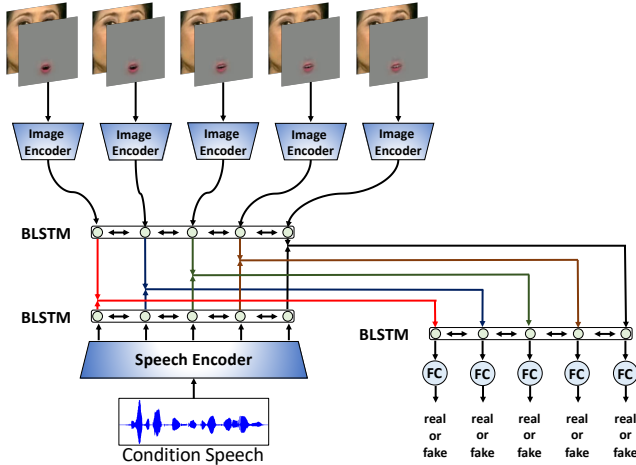 Image
Encoder
Image
Encoder
Image
Encoder
Image
Encoder
Image
Encoder
BLSTM
BLSTM
BLSTM
Speech Encoder
FC
FC
FC
FC
FC
real
or
fake
real
or
fake
real
or
fake
real
or
fake
real
or
fake
Condition Speech